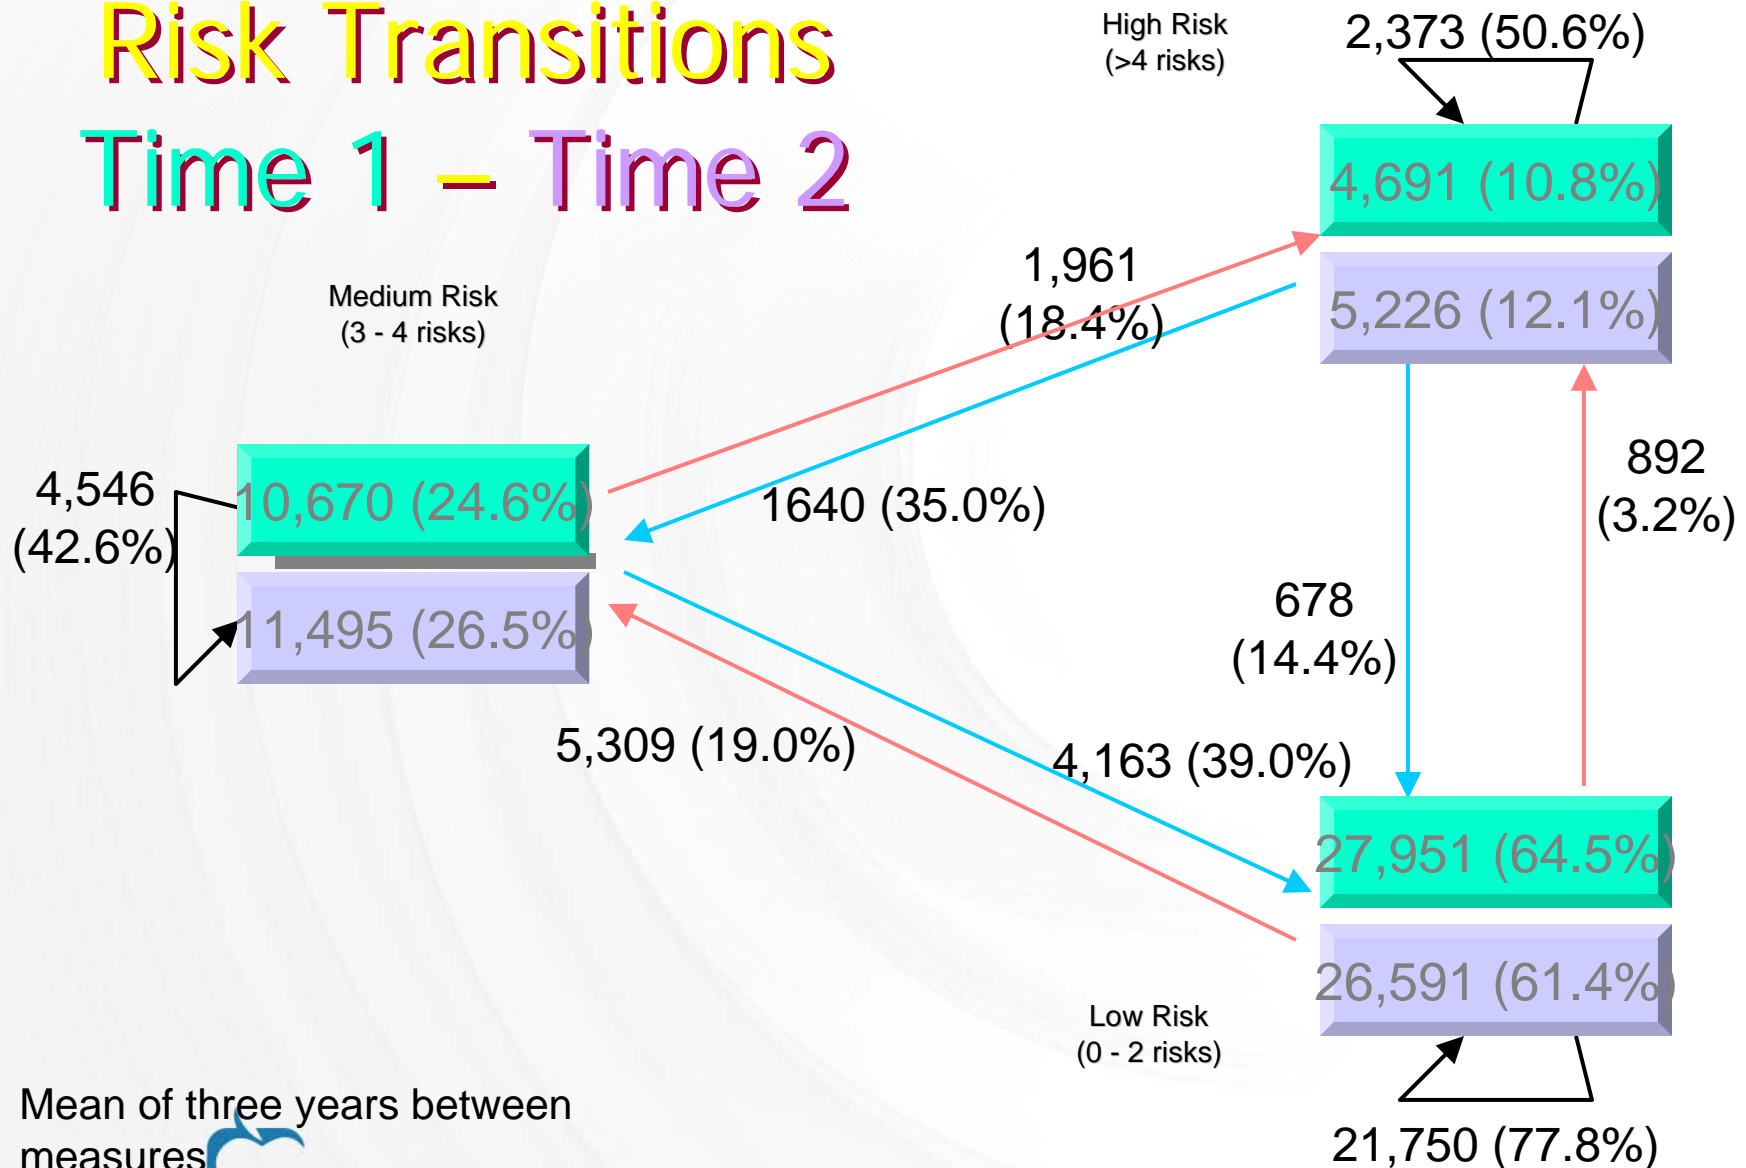 Risk Transitions
Time 1 – Time 2
High Risk
(>4 risks)
2,373 (50.6%)
4,691 (10.8%)
5,226 (12.1%)
1,961
(18.4%)
Medium Risk
(3 - 4 risks)
4,546
(42.6%)
10,670 (24.6%)
11,495 (26.5%)
1640 (35.0%)
892
(3.2%)
678
(14.4%)
5,309 (19.0%)
4,163 (39.0%)
27,951 (64.5%)
26,591 (61.4%)
Low Risk
(0 - 2 risks)
21,750 (77.8%)
Mean of three years between
measures